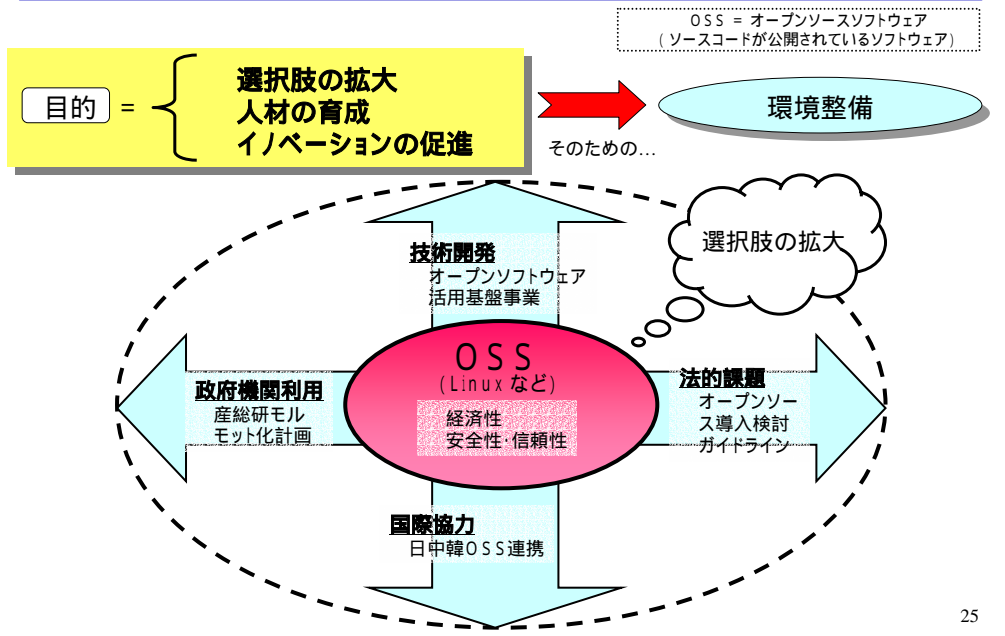 OSS = オープンソースソフトウェア
(ソースコードが公開されているソフトウェア)
目的 =
選択肢の拡大
人材の育成
イノベーションの促進
そのための…
環境整備
選択肢の拡大
技術開発
オープンソフトウェア
活用基盤事業
OSS
(Linuxなど)
経済性
安全性・信頼性
政府機関利用
産総研モル
モット化計画
法的課題
オープンソー
ス導入検討
ガイドライン
国際協力
日中韓OSS連携
25